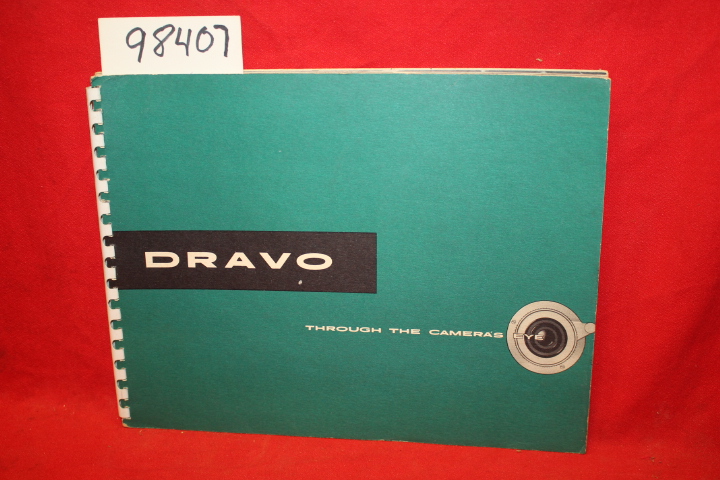 98407
DRAVO
THROUGH THE CAMERA'S EYE